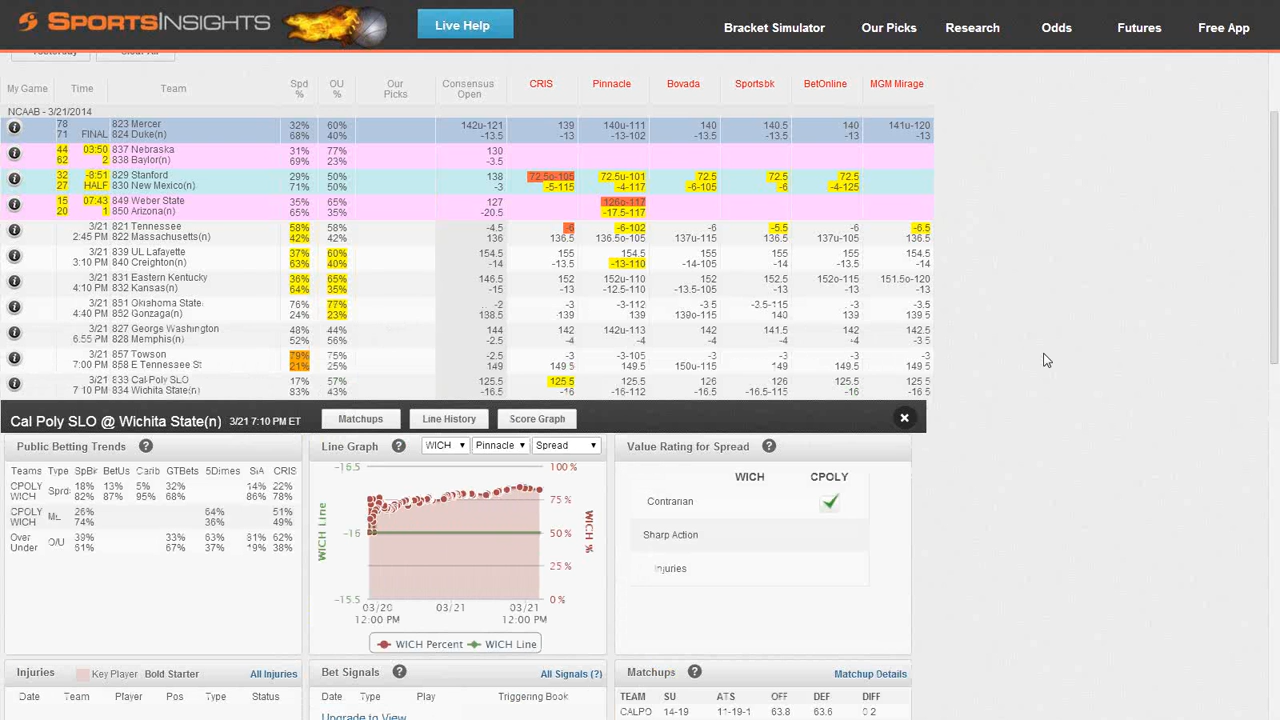 SPORTSINSIGHTS Live Help Bracket Simulator Our Picks Research Odds Futures Free App
Yesterday Clear All
My Game Time Team Spd % OU % Our Picks Consensus Open CRIS Pinnacle Bovada Sportsbk BetOnline MGM Mirage
NCAAB - 3/21/2014
78 823 Mercer 32% 60% 142u-121 139 140u-111 140 140.5 140 141u-120
71 FINAL 824 Duke(n) 68% 40% -13.5 -13 -13-102 -13.5 -13.5 -13.5 -13.5
44 03:50 837 Nebraska 31% 77% 130
62 2 838 Baylor(n) 69% 23% -3.5
32 -8:51 829 Stanford 29% 50% 138 72.5o-105 72.5u-101 72.5 72.5 72.5
27 HALF 830 New Mexico(n) 71% 50% -3 -5-115 -4-117 -6-105 -6 -4-125
15 07:43 849 Weber State 35% 65% 127 126o-117
20 1 850 Arizona(n) 65% 35% -20.5 -17.5-117
3/21 821 Tennessee 58% 58% -4.5 -6 -6-102 -6 -5.5 -6 -6.5
2:45 PM 822 Massachusetts(n) 42% 42% 136 136.5 136.5o-105 137u-115 136.5 137u-105 136.5
3/21 839 UL Lafayette 37% 60% 154.5 155 154.5 155 155 155 154.5
3:10 PM 840 Creighton(n) 63% 40% -14 -13.5 -13-110 -14-105 -13.5 -13.5 -14
3/21 831 Eastern Kentucky 36% 65% 146.5 152 152u-110 152 152.5 152o-115 151.5o-120
4:10 PM 832 Kansas(n) 64% 35% -15 -13 -12.5-110 -13.5-105 -13 -13 -13
3/21 851 Oklahoma State 76% 77% -2 -3 -3-112 -3.5 -3.5-115 -3 -3.5
4:40 PM 852 Gonzaga(n) 24% 23% 138.5 139 139 139o-115 140 139 139.5
3/21 827 George Washington 48% 44% 144 142 142u-113 142 141.5 142 142.5
6:55 PM 828 Memphis(n) 52% 56% -2.5 -3 -3 -3 -3 -4 -3 5
3/21 857 Towson 79% 75% -2.5 -3 -3-105 -3 -3 -3 -3
7:00 PM 858 E Tennessee St 21% 25% 149 149.5 149.5 150u-115 149 149.5 149 5
3/21 833 Cal Poly SLO 17% 57% 125.5 125.5 125.5 126 126 126 125 5
7:10 PM 834 Wichita State(n) 83% 43% -16.5 -16 -16-112 -16.5 -16.5-115 -16.5 -16.5
Cal Poly SLO @ Wichita State(n) 3/21 7:10 PM ET Matchups Line History Score Graph
Public Betting Trends ?
Teams Type SpBk BetUs Carib GTBets 5Dimes SIA CRIS
CPOLY 18% 13% 5% 32% 14% 22%
Sprd:
WICH 82% 87% 95% 68% 86% 78%
CPOLY 26% 64% 51%
ML
WICH 74% 36% 49%
Over 39% 33% 63% 81% 62%
O/U
Under 61% 67% 37% 19% 38%
Line Graph ? WICH Pinnacle Spread
-16.5 100 %
75 %
-16 50 %
25 %
-15.5 0 %
WICH Line
WICH %
03/20 03/21 03/21
12:00 PM 12:00 PM
WICH Percent WICH Line
Value Rating for Spread ?
WICH CPOLY
Contrarian
Sharp Action
Injuries
Injuries Key Player Bold Starter All Injuries
Date Team Player Pos Type Status
Bet Signals ? All Signals (?)
Date Type Play Triggering Book
Upgrade to View
Matchups ? Matchup Details
TEAM SU ATS OFF DEF DIFF
CALPO 14-19 11-19-1 63.8 63.6 0 2